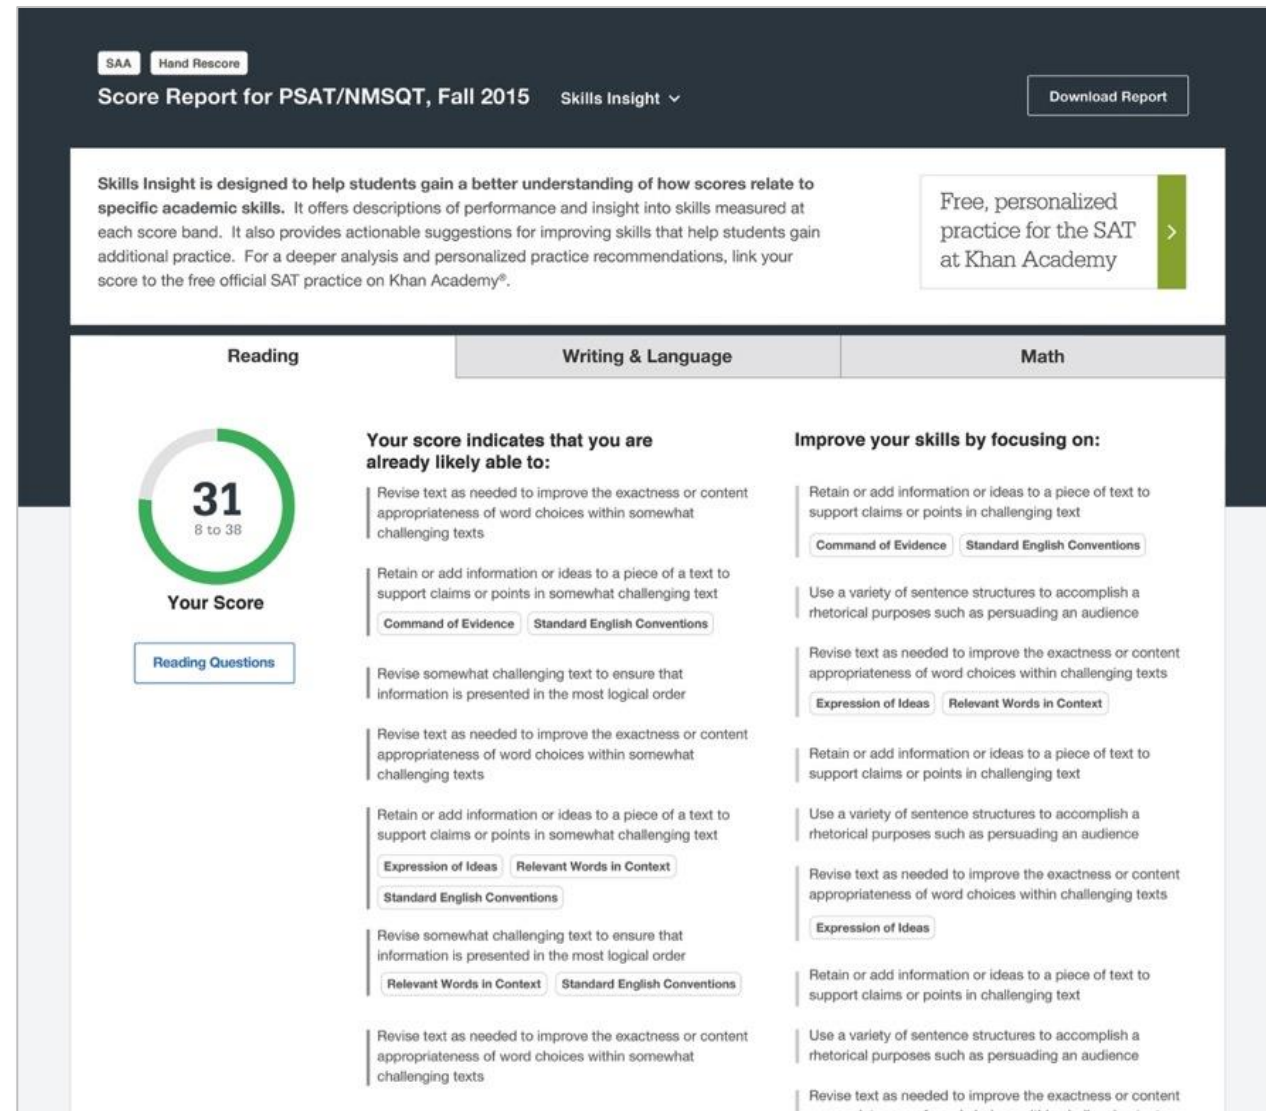 SAA Hand Rescore
Score Report for PSAT/NMSQT, Fall 2015 Skills Insight
Download Report
Skills Insight is designed to help students gain a better understanding of how scores relate to
specific academic skills. It offers descriptions of performance and insight into skills measured at
each score band. It also provides actionable suggestions for improving skills that help students gain
additional practice. For a deeper analysis and personalized practice recommendations, link your
score to the free official SAT practice on Khan Academy®.
Free, personalized
practice for the SAT
at Khan Academy
Reading
Writing & Language
Math
31
8 to 38
Your Score
Reading Questions
Your score indicates that you are
already likely able to:
Revise text as needed to improve the exactness or content
appropriateness of word choices within somewhat
challenging texts
Retain or add information or ideas to a piece of a text to
support claims or points in somewhat challenging text
Command of Evidence Standard English Conventions
Revise somewhat challenging text to ensure that
information is presented in the most logical order
Revise text as needed to improve the exactness or content
appropriateness of word choices within somewhat
challenging texts
Retain or add information or ideas to a piece of a text to
support claims or points in somewhat challenging text
Expression of Ideas Relevant Words in Context
Standard English Conventions
Revise somewhat challenging text to ensure that
information is presented in the most logical order
Relevant Words in Context Standard English Conventions
Revise text as needed to improve the exactness or content
appropriateness of word choices within somewhat
challenging texts
Improve your skills by focusing on:
Retain or add information or ideas to a piece of text to
support claims or points in challenging text
Command of Evidence Standard English Conventions
Use a variety of sentence structures to accomplish a
rhetorical purposes such as persuading an audience
Revise text as needed to improve the exactness or content
appropriateness of word choices within challenging texts
Expression of Ideas Relevant Words in Context
Retain or add information or ideas to a piece of text to
support claims or points in challenging text
Use a variety of sentence structures to accomplish a
rhetorical purposes such as persuading an audience
Revise text as needed to improve the exactness or content
appropriateness of word choices within challenging texts
Expression of Ideas
Retain or add information or ideas to a piece of text to
support claims or points in challenging text
Use a variety of sentence structures to accomplish a
rhetorical purposes such as persuading an audience
Revise text as needed to improve the exactness or content